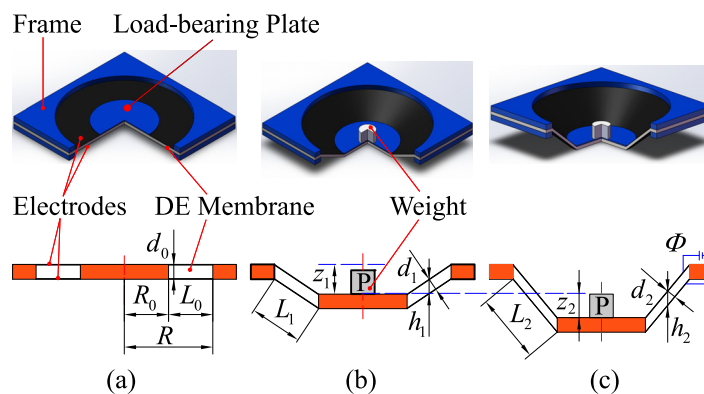 Frame
Load-bearing Plate
Electrodes
DE Membrane
Weight
d₀
R₀
L₀
R
z₁
P
d₁
L₁
h₁
Φ
z₂
P
d₂
L₂
h₂
(a)
(b)
(c)